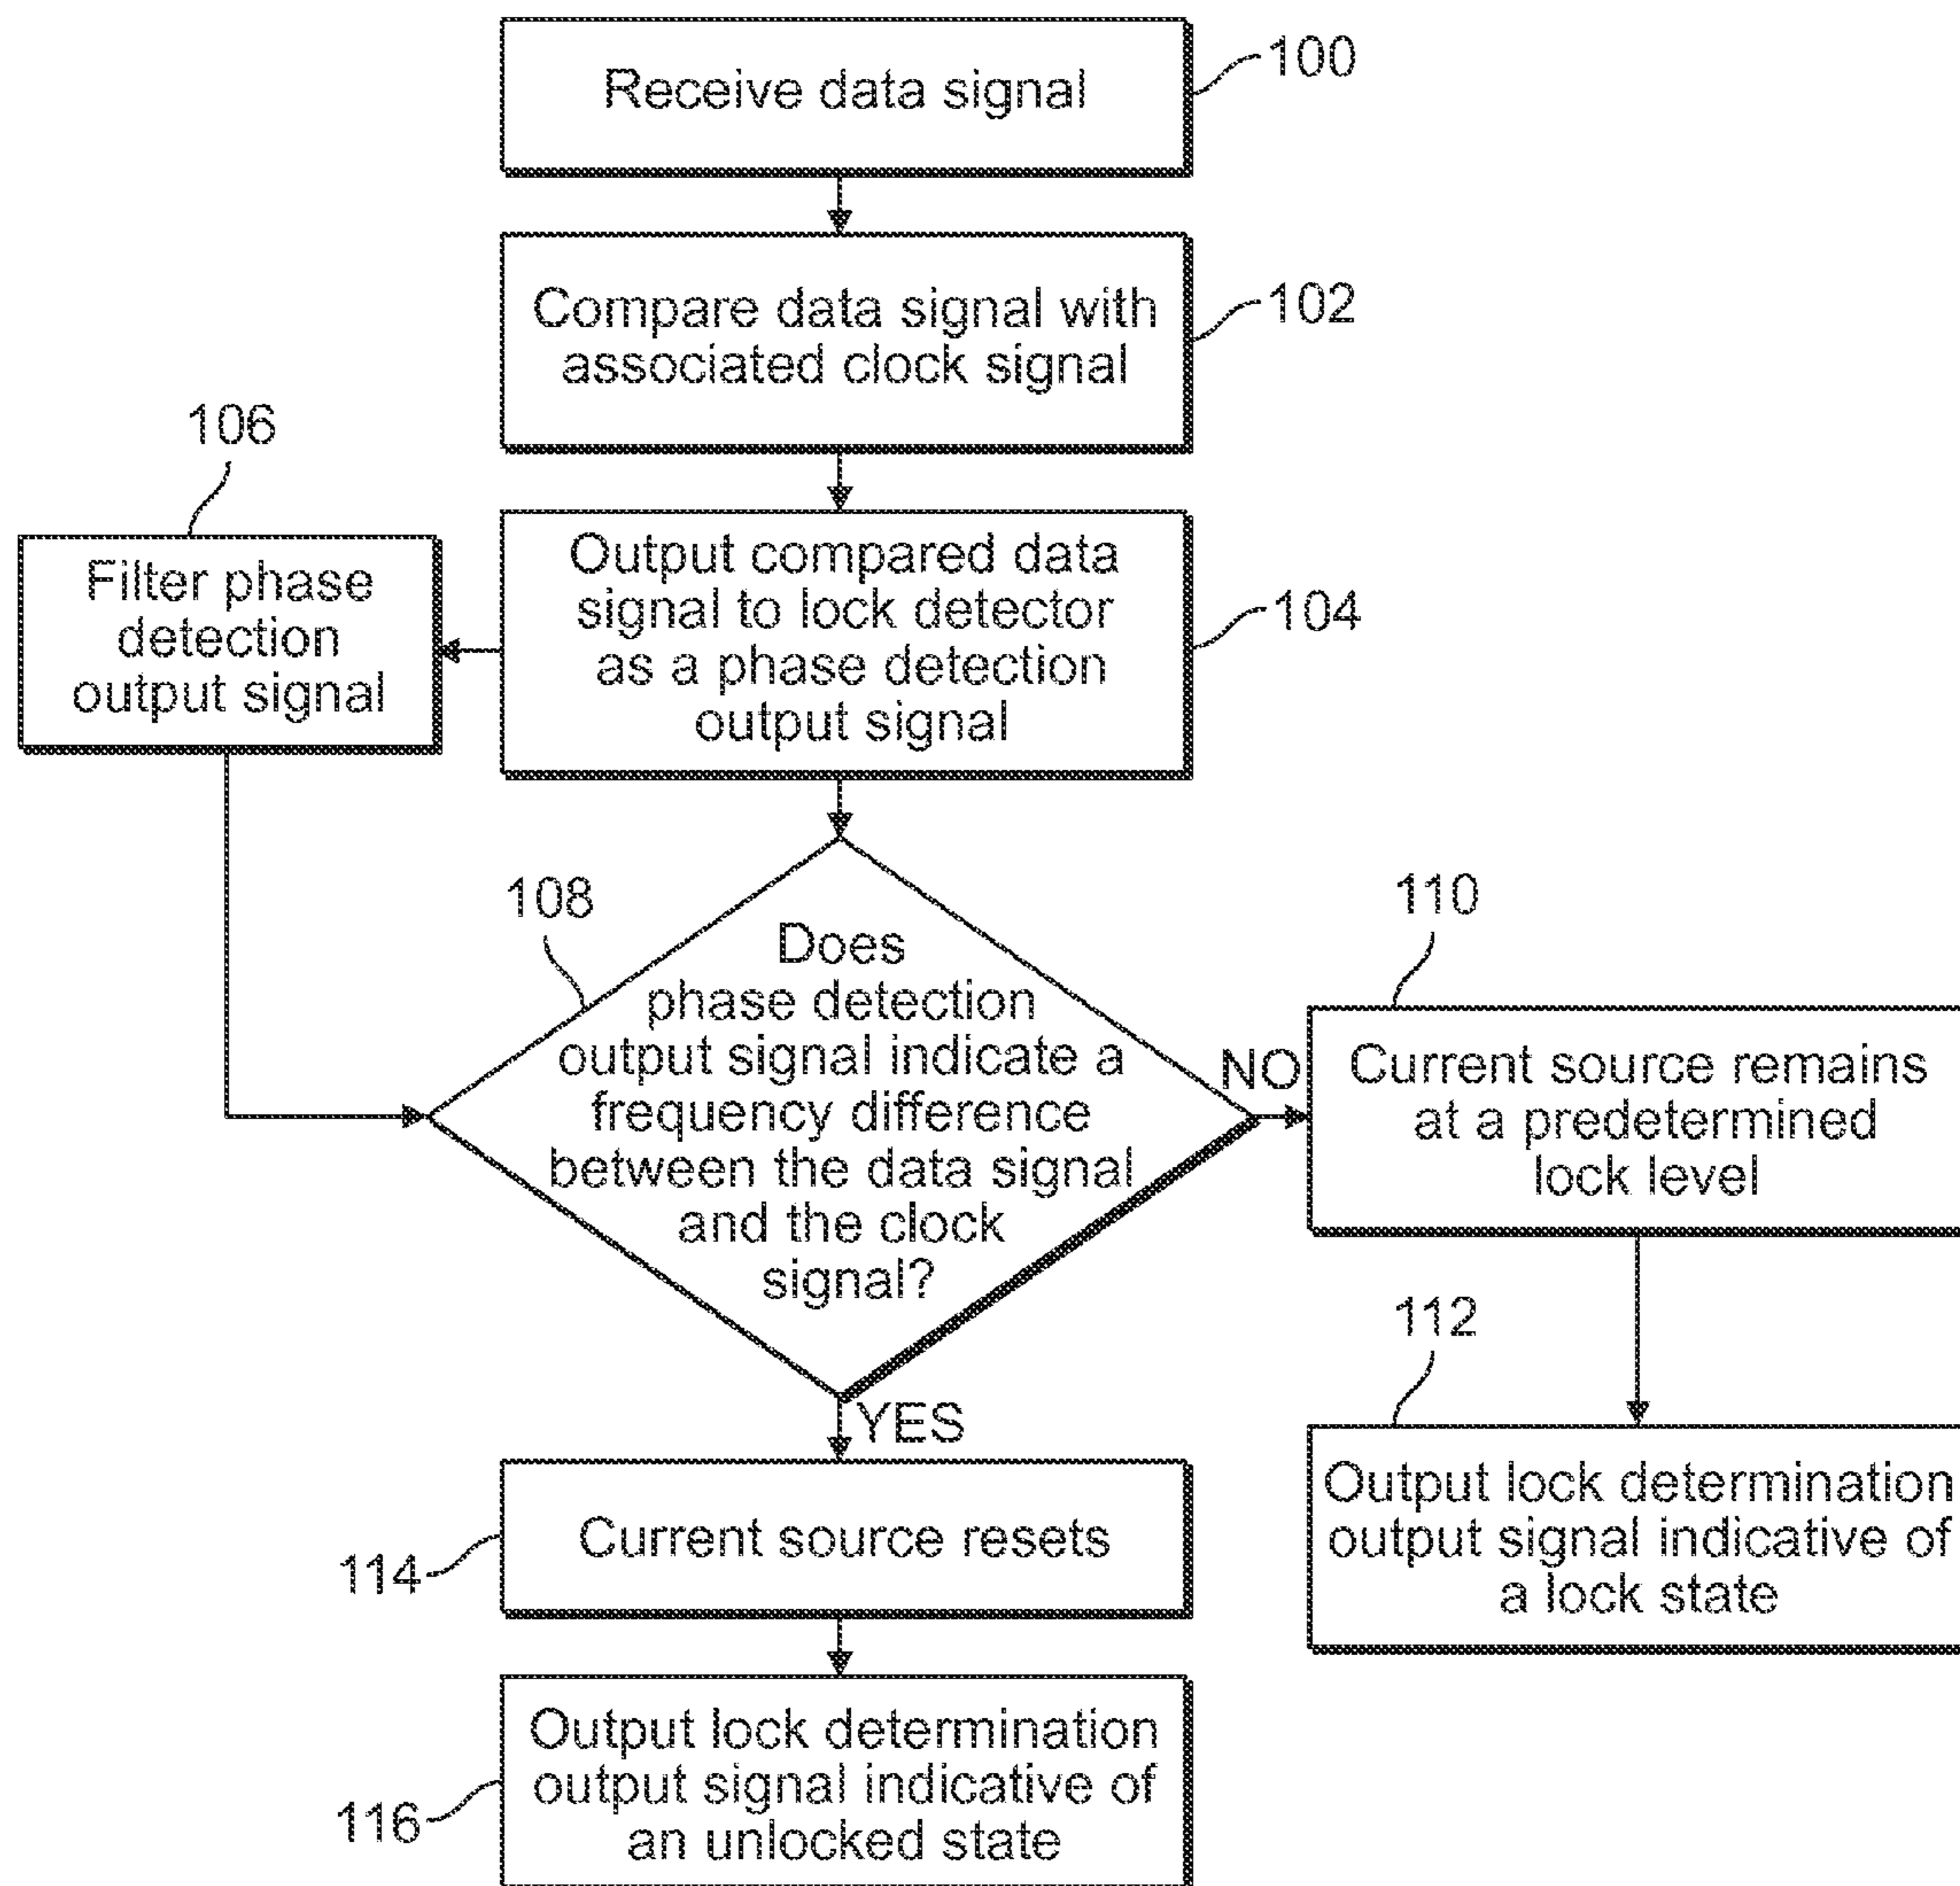 Receive data signal
100
Compare data signal with
associated clock signal
102
106
Filter phase
detection
output signal
Output compared data
signal to lock detector
as a phase detection
output signal
104
108
Does
phase detection
output signal indicate a
frequency difference
between the data signal
and the clock
signal?
NO
110
Current source remains
at a predetermined
lock level
112
Output lock determination
output signal indicative of
a lock state
YES
Current source resets
114
Output lock determination
output signal indicative of
an unlocked state
116